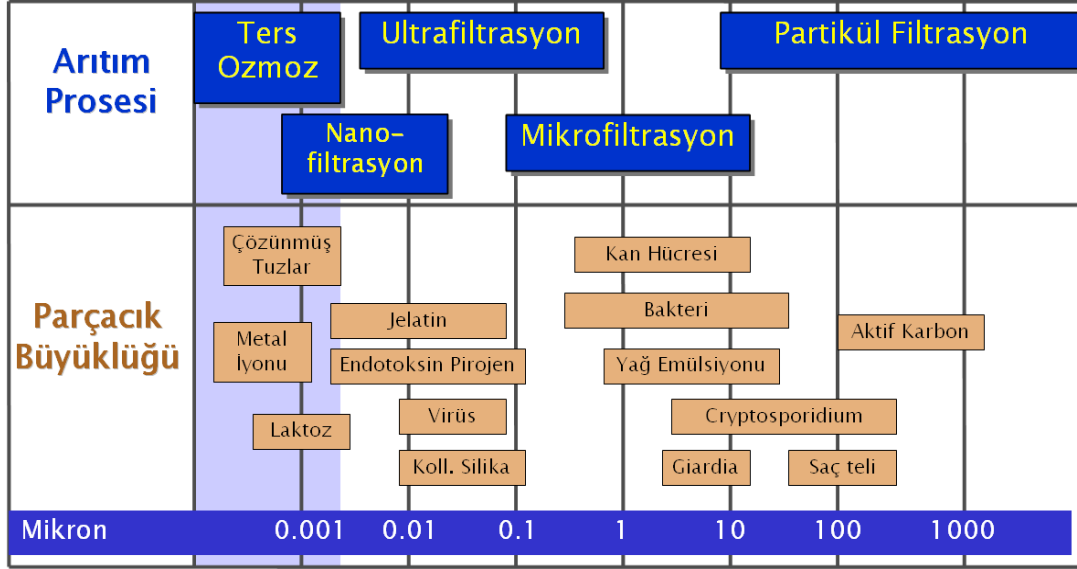 Arıtım
Prosesi
Ters
Ozmoz
Ultrafiltrasyon
Partikül Filtrasyon
Nano-
filtrasyon
Mikrofiltrasyon
Parçacık
Büyüklüğü
Çözünmüş
Tuzlar
Kan Hücresi
Bakteri
Jelatin
Aktif Karbon
Metal
İyonu
Endotoksin Pirojen
Yağ Emülsiyonu
Virüs
Cryptosporidium
Laktoz
Koll. Silika
Giardia
Saç teli
Mikron 0.001 0.01 0.1 1 10 100 1000